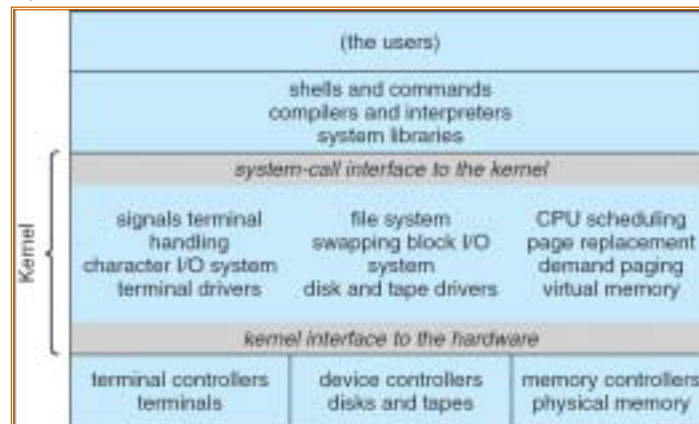 (the users)
shells and commands
compilers and interpreters
system libraries
system-call interface to the kernel
Kernel
signals terminal
handling
character I/O system
terminal drivers
file system
swapping block I/O
system
disk and tape drivers
CPU scheduling
page replacement
demand paging
virtual memory
kernel interface to the hardware
terminal controllers
terminals
device controllers
disks and tapes
memory controllers
physical memory